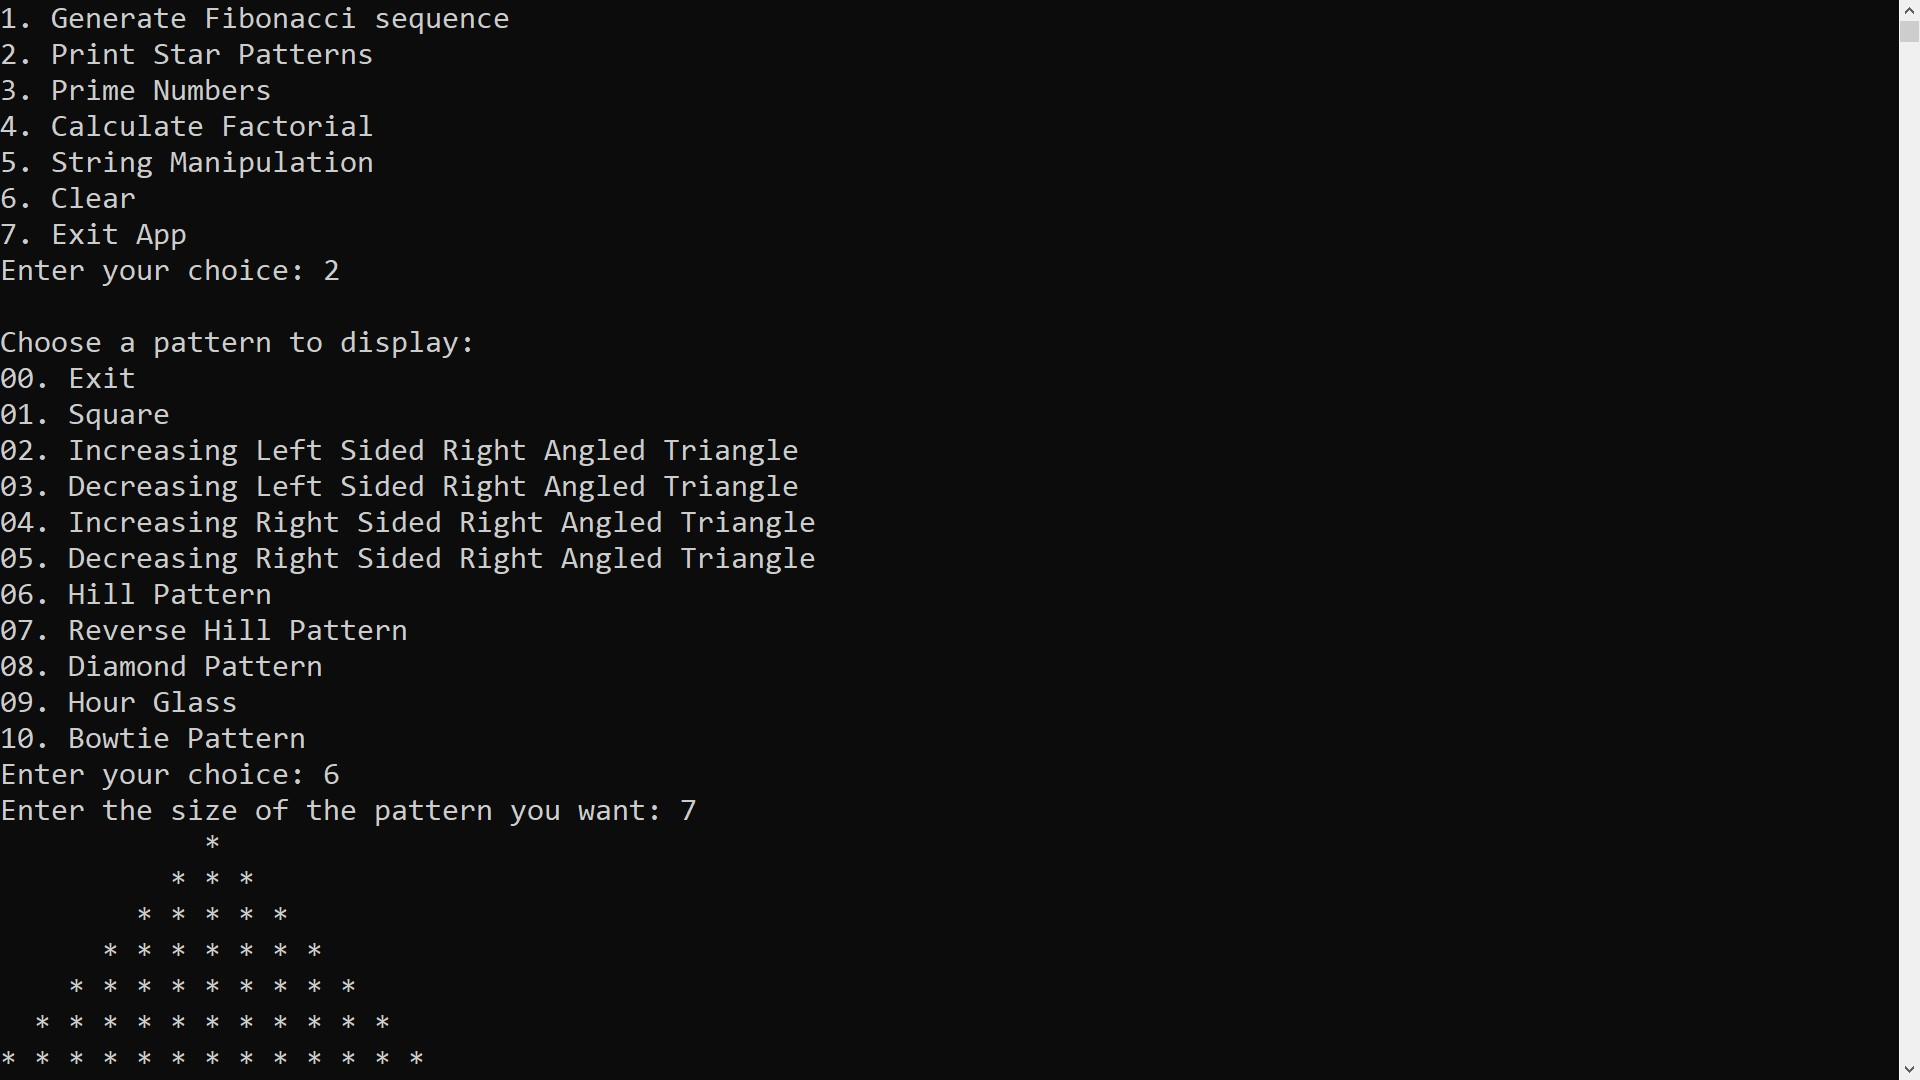 1. Generate Fibonacci sequence
2. Print Star Patterns
3. Prime Numbers
4. Calculate Factorial
5. String Manipulation
6. Clear
7. Exit App
Enter your choice: 2

Choose a pattern to display:
00. Exit
01. Square
02. Increasing Left Sided Right Angled Triangle
03. Decreasing Left Sided Right Angled Triangle
04. Increasing Right Sided Right Angled Triangle
05. Decreasing Right Sided Right Angled Triangle
06. Hill Pattern
07. Reverse Hill Pattern
08. Diamond Pattern
09. Hour Glass
10. Bowtie Pattern
Enter your choice: 6
Enter the size of the pattern you want: 7
            *
          * * *
        * * * * *
      * * * * * * *
    * * * * * * * * *
  * * * * * * * * * * *
* * * * * * * * * * * * *